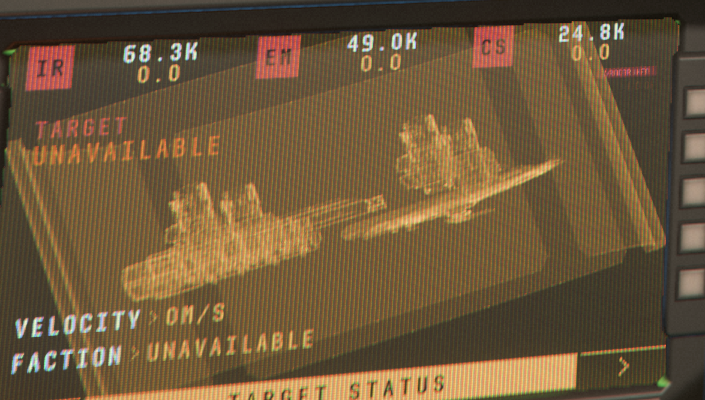 IR 68.3K EM 49.0K CS 24.8K
0.0 0.0 0.0
TARGET
UNAVAILABLE
VELOCITY > 0M/S
FACTION > UNAVAILABLE
TARGET STATUS >